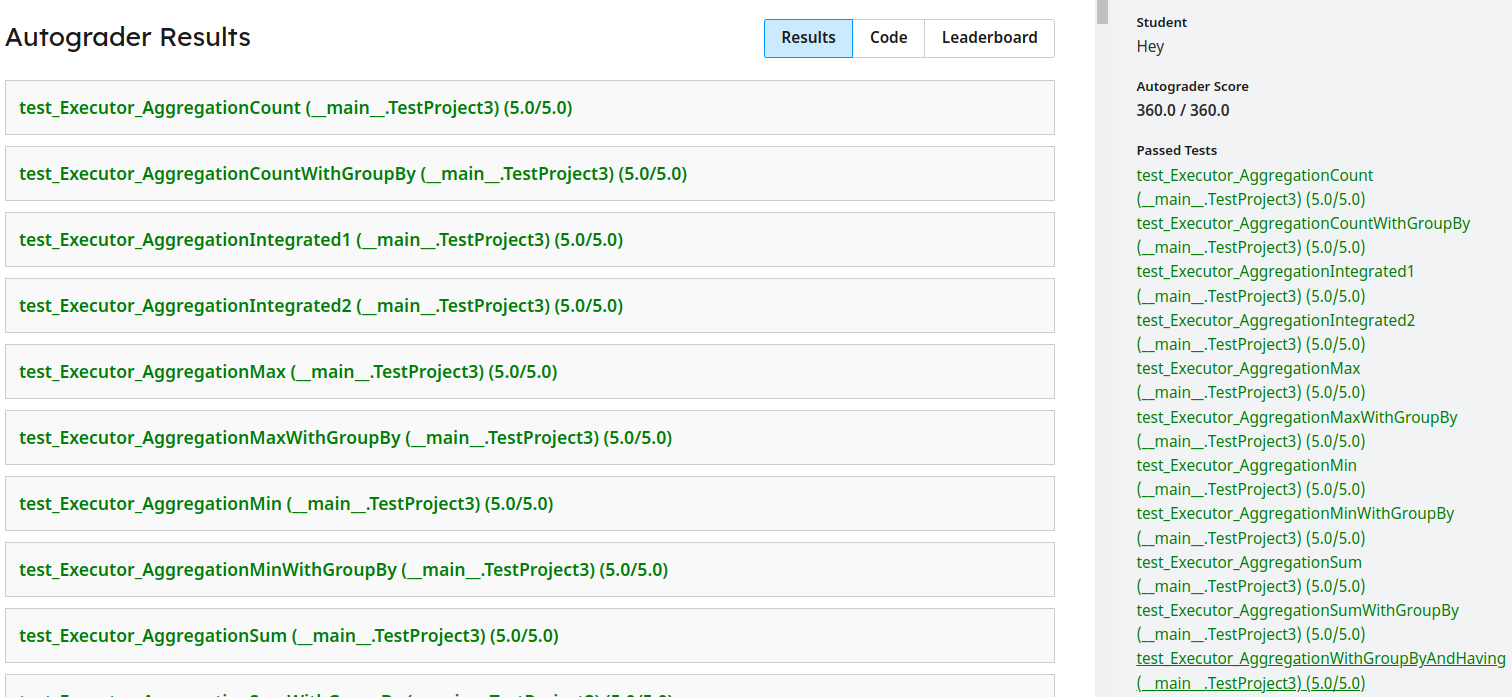 Autograder Results
Results
Code
Leaderboard
test_Executor_AggregationCount (__main__.TestProject3) (5.0/5.0)
test_Executor_AggregationCountWithGroupBy (__main__.TestProject3) (5.0/5.0)
test_Executor_AggregationIntegrated1 (__main__.TestProject3) (5.0/5.0)
test_Executor_AggregationIntegrated2 (__main__.TestProject3) (5.0/5.0)
test_Executor_AggregationMax (__main__.TestProject3) (5.0/5.0)
test_Executor_AggregationMaxWithGroupBy (__main__.TestProject3) (5.0/5.0)
test_Executor_AggregationMin (__main__.TestProject3) (5.0/5.0)
test_Executor_AggregationMinWithGroupBy (__main__.TestProject3) (5.0/5.0)
test_Executor_AggregationSum (__main__.TestProject3) (5.0/5.0)
Student
Hey
Autograder Score
360.0 / 360.0
Passed Tests
test_Executor_AggregationCount
(__main__.TestProject3) (5.0/5.0)
test_Executor_AggregationCountWithGroupBy
(__main__.TestProject3) (5.0/5.0)
test_Executor_AggregationIntegrated1
(__main__.TestProject3) (5.0/5.0)
test_Executor_AggregationIntegrated2
(__main__.TestProject3) (5.0/5.0)
test_Executor_AggregationMax
(__main__.TestProject3) (5.0/5.0)
test_Executor_AggregationMaxWithGroupBy
(__main__.TestProject3) (5.0/5.0)
test_Executor_AggregationMin
(__main__.TestProject3) (5.0/5.0)
test_Executor_AggregationMinWithGroupBy
(__main__.TestProject3) (5.0/5.0)
test_Executor_AggregationSum
(__main__.TestProject3) (5.0/5.0)
test_Executor_AggregationSumWithGroupBy
(__main__.TestProject3) (5.0/5.0)
test_Executor_AggregationWithGroupByAndHaving
(__main__.TestProject3) (5.0/5.0)